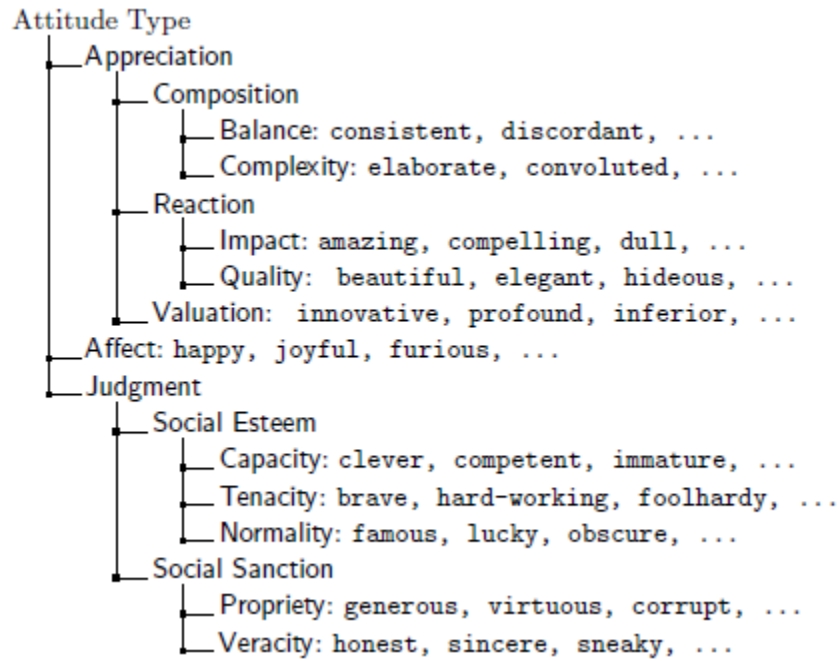 Attitude Type
Appreciation
Composition
Balance: consistent, discordant, ...
Complexity: elaborate, convoluted, ...
Reaction
Impact: amazing, compelling, dull, ...
Quality: beautiful, elegant, hideous, ...
Valuation: innovative, profound, inferior, ...
Affect: happy, joyful, furious, ...
Judgment
Social Esteem
Capacity: clever, competent, immature, ...
Tenacity: brave, hard-working, foolhardy, ...
Normality: famous, lucky, obscure, ...
Social Sanction
Propriety: generous, virtuous, corrupt, ...
Veracity: honest, sincere, sneaky, ...